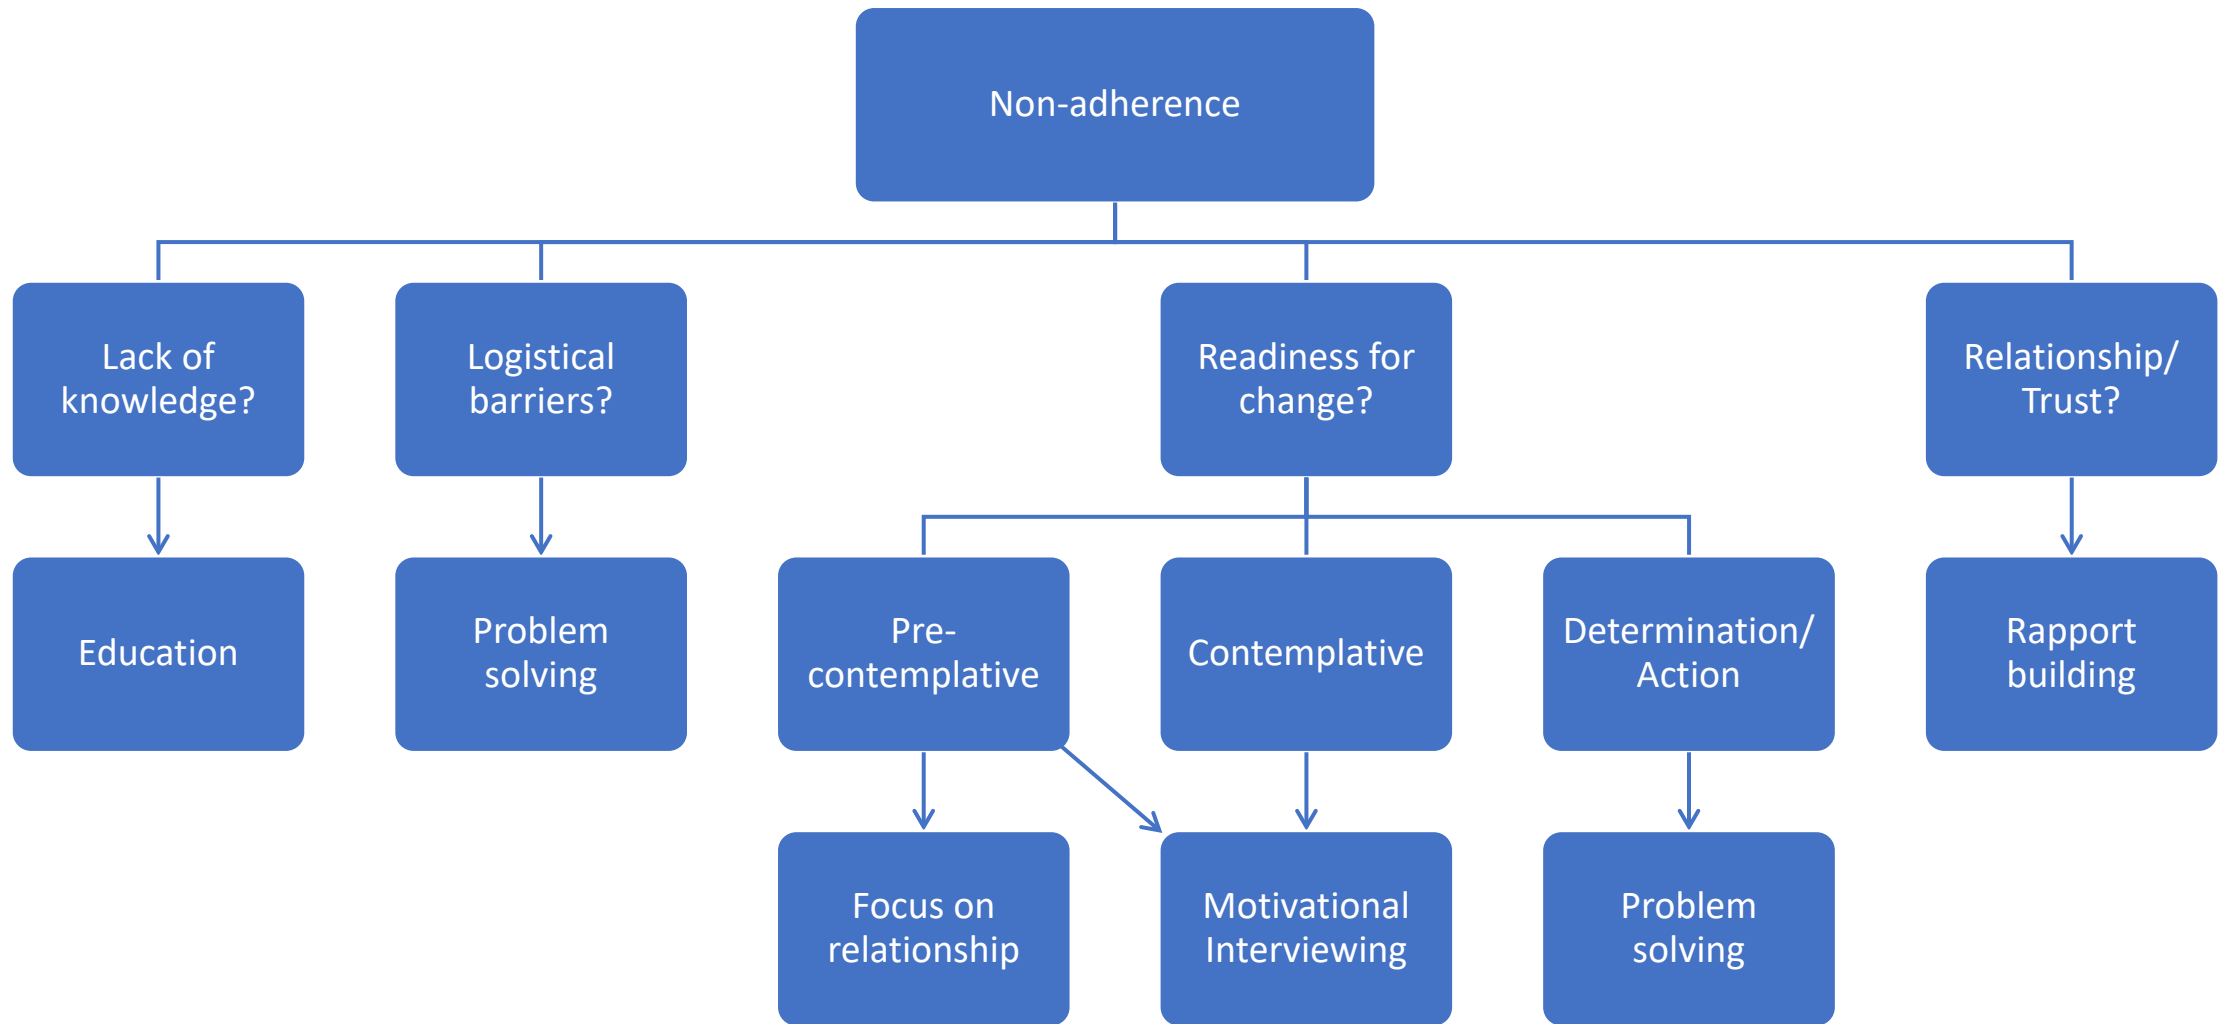 Non-adherence
Lack of
knowledge?
Logistical
barriers?
Readiness for
change?
Relationship/
Trust?
Education
Problem
solving
Pre-
contemplative
Contemplative
Determination/
Action
Rapport
building
Focus on
relationship
Motivational
Interviewing
Problem
solving